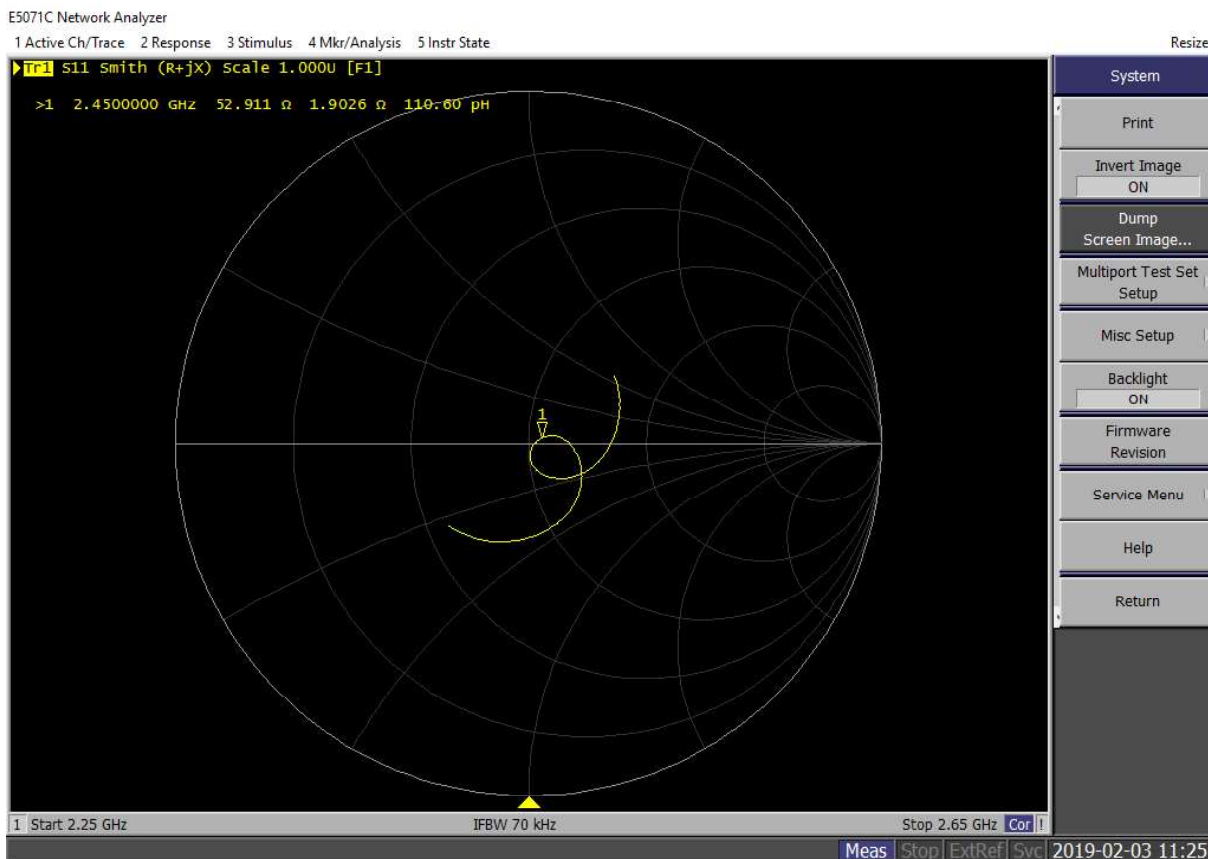 E5071C Network Analyzer
1 Active Ch/Trace 2 Response 3 Stimulus 4 Mkr/Analysis 5 Instr State
Resize
Tr1 S11 Smith (R+jX) Scale 1.000U [F1]
>1 2.4500000 GHz 52.911 Ω 1.9026 Ω 110.60 pH
1
System
Print
Invert Image
ON
Dump
Screen Image...
Multiport Test Set
Setup
Misc Setup
Backlight
ON
Firmware
Revision
Service Menu
Help
Return
1 Start 2.25 GHz IFBW 70 kHz Stop 2.65 GHz Cor !
Meas Stop ExtRef Svc 2019-02-03 11:25